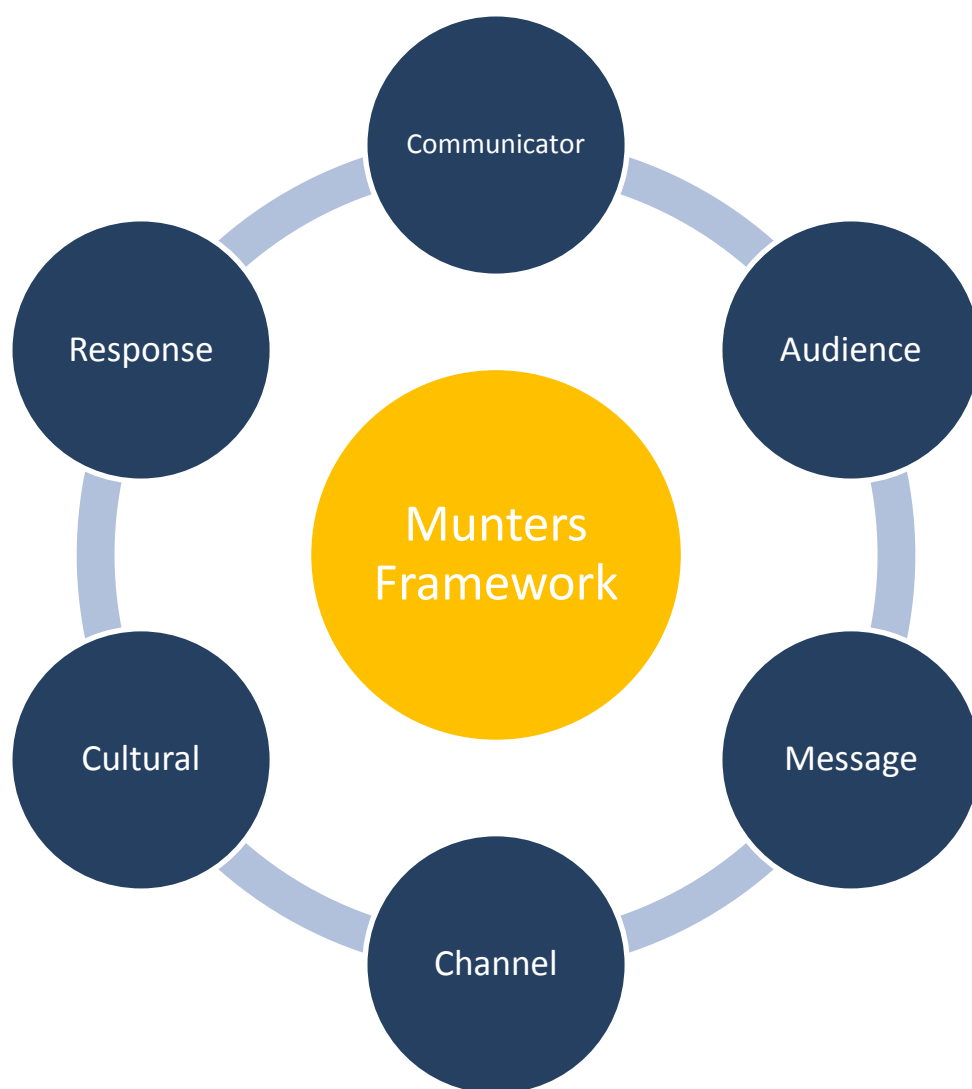 Communicator
Audience
Message
Channel
Cultural
Response
Munters
Framework